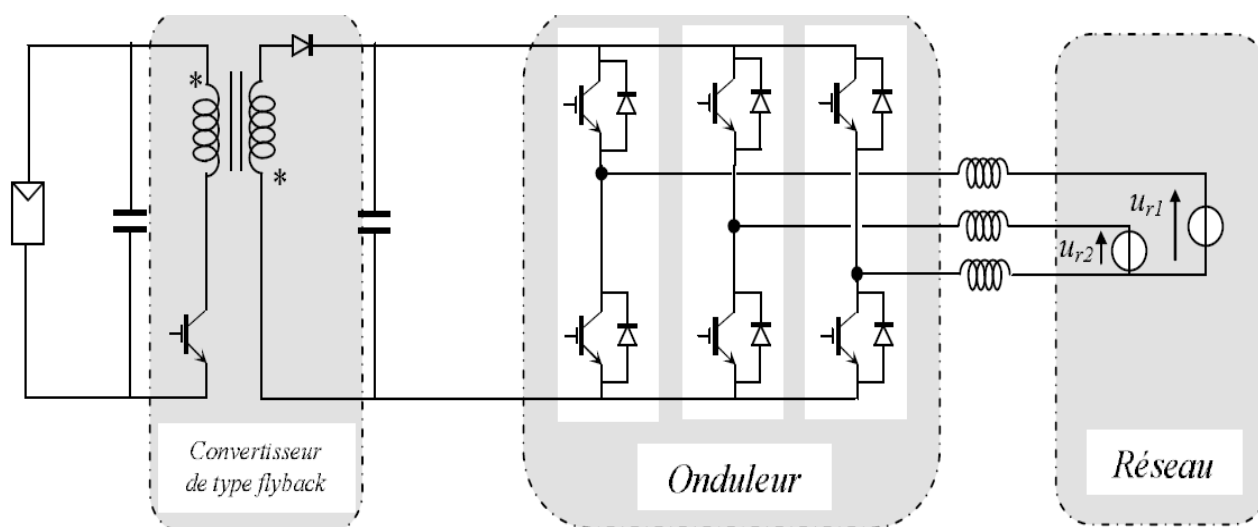 *
*
u_r1
u_r2
Convertisseur
de type flyback
Onduleur
Réseau